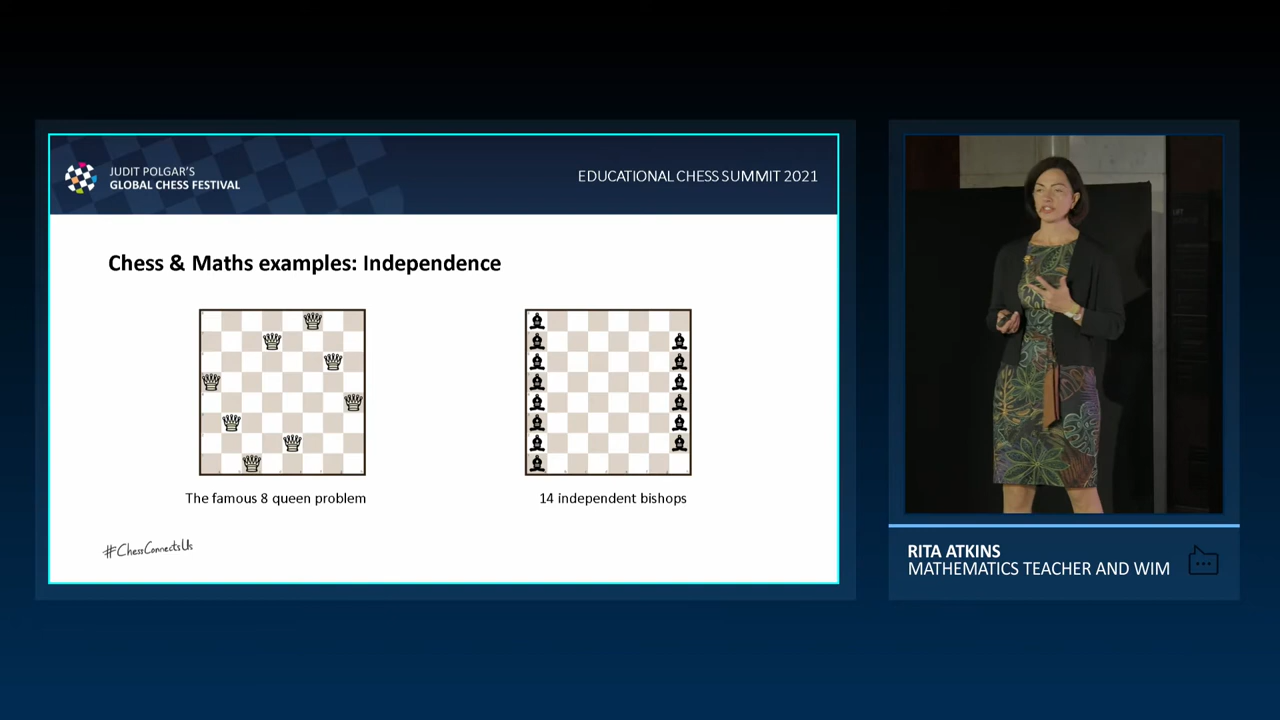 JUDIT POLGAR'S
GLOBAL CHESS FESTIVAL
EDUCATIONAL CHESS SUMMIT 2021
Chess & Maths examples: Independence
The famous 8 queen problem
14 independent bishops
#ChessConnectsUs
RITA ATKINS
MATHEMATICS TEACHER AND WIM